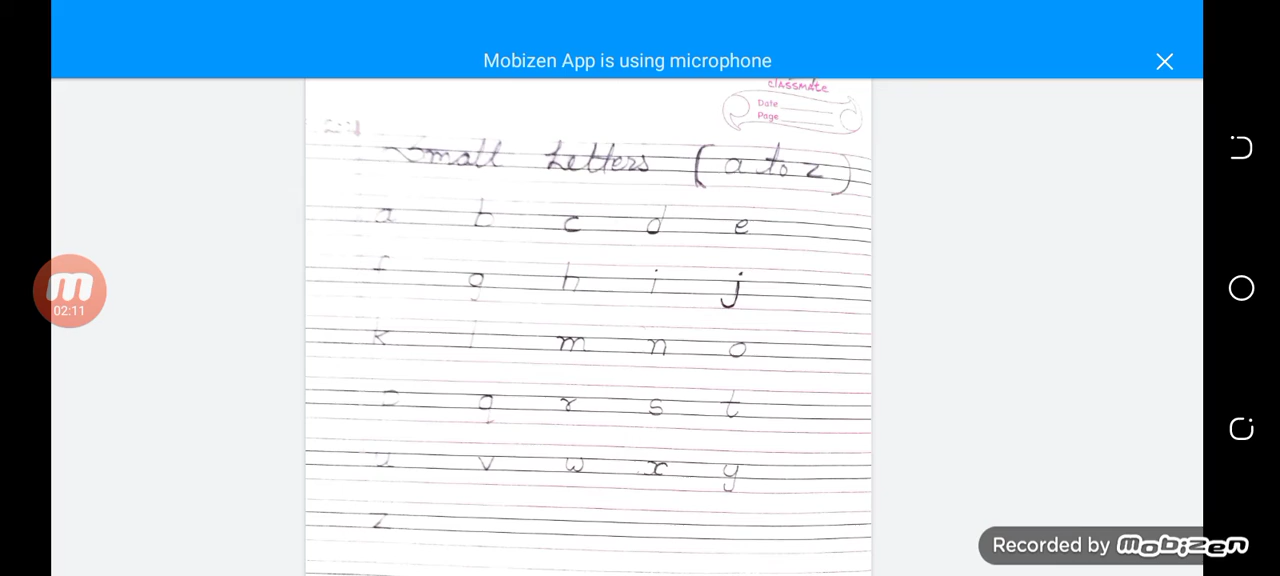 Mobizen App is using microphone
classmate
Date
Page
Small Letters (a to z)
a b c d e
f g h i j
k l m n o
p q r s t
u v w x y
z
02:11
Recorded by mobizen